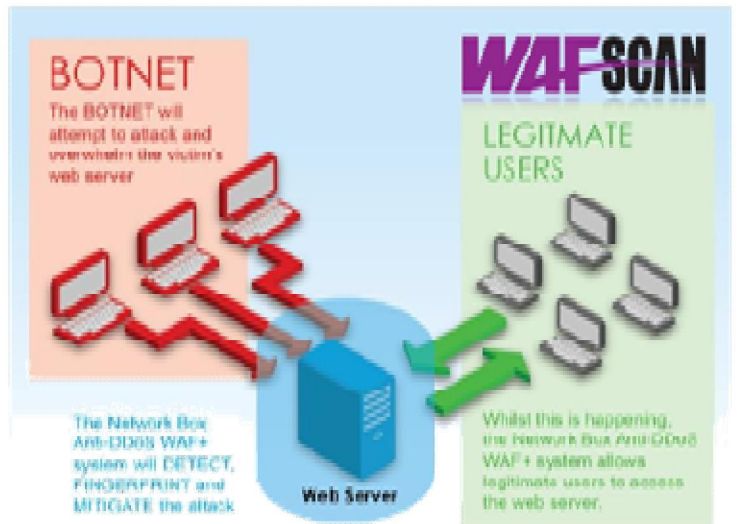 BOTNET
The BOTNET will
attempt to attack and
overwhelm the victim's
web server
WAFSCAN
LEGITMATE
USERS
The Network Box
Anti-DDoS WAF+
system will DETECT,
FINGERPRINT and
MITIGATE the attack
Web Server
Whilst this is happening,
the Network Box Anti-DDoS
WAF+ system allows
legitimate users to access
the web server.